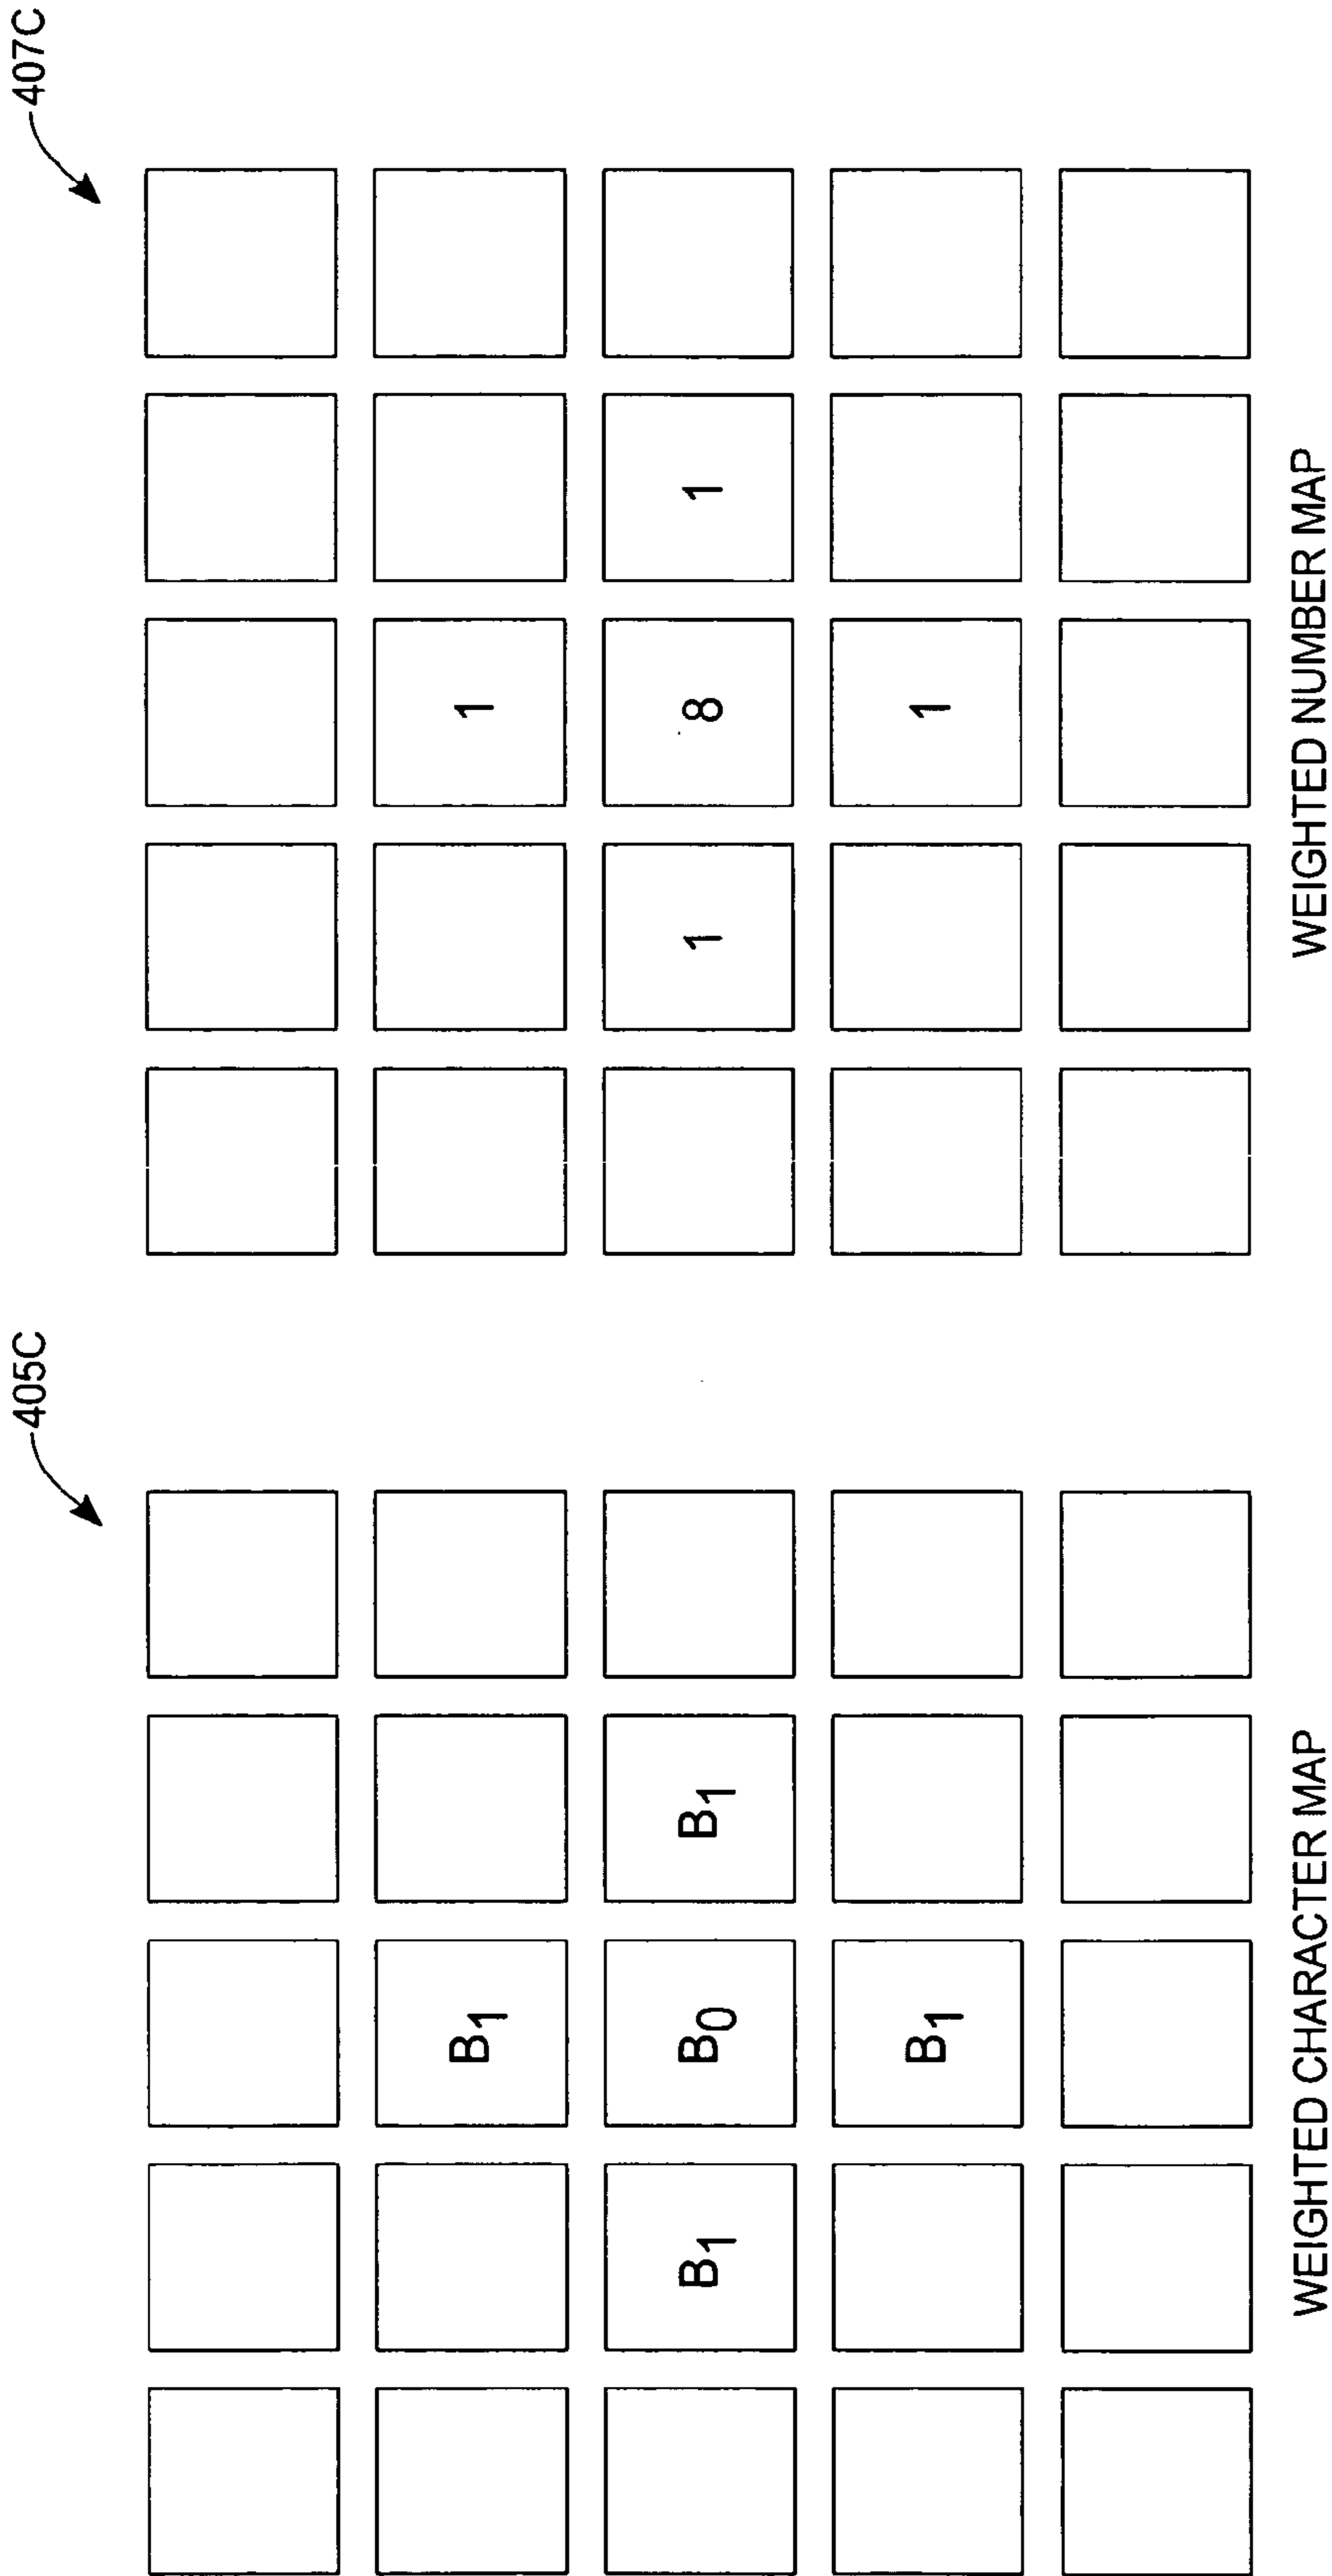 405C
B1
B1 B0 B1
B1
WEIGHTED CHARACTER MAP
407C
1
1 8 1
1
WEIGHTED NUMBER MAP